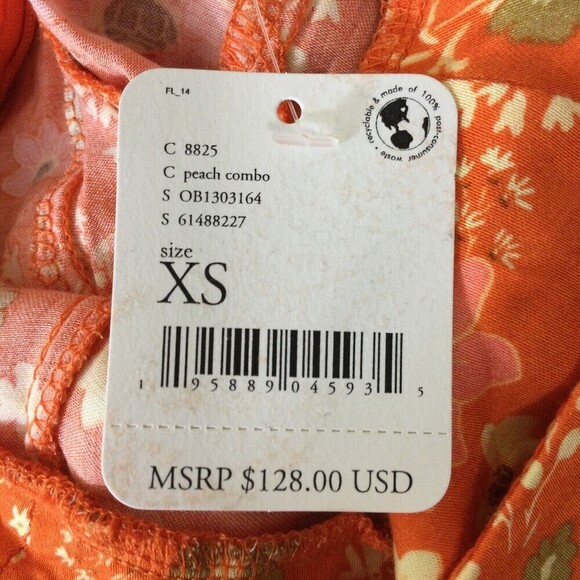 FL_14
recyclable & made of 100% post-consumer waste •
C 8825
C peach combo
S OB1303164
S 61488227
size
XS
1 95889 04593 5
MSRP $128.00 USD